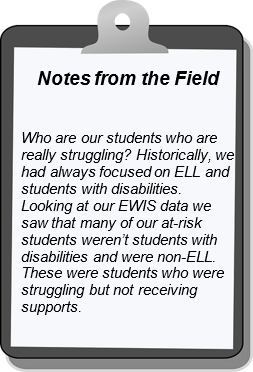 Notes from the Field
Who are our students who are
really struggling? Historically, we
had always focused on ELL and
students with disabilities.
Looking at our EWIS data we
saw that many of our at-risk
students weren’t students with
disabilities and were non-ELL.
These were students who were
struggling but not receiving
supports.